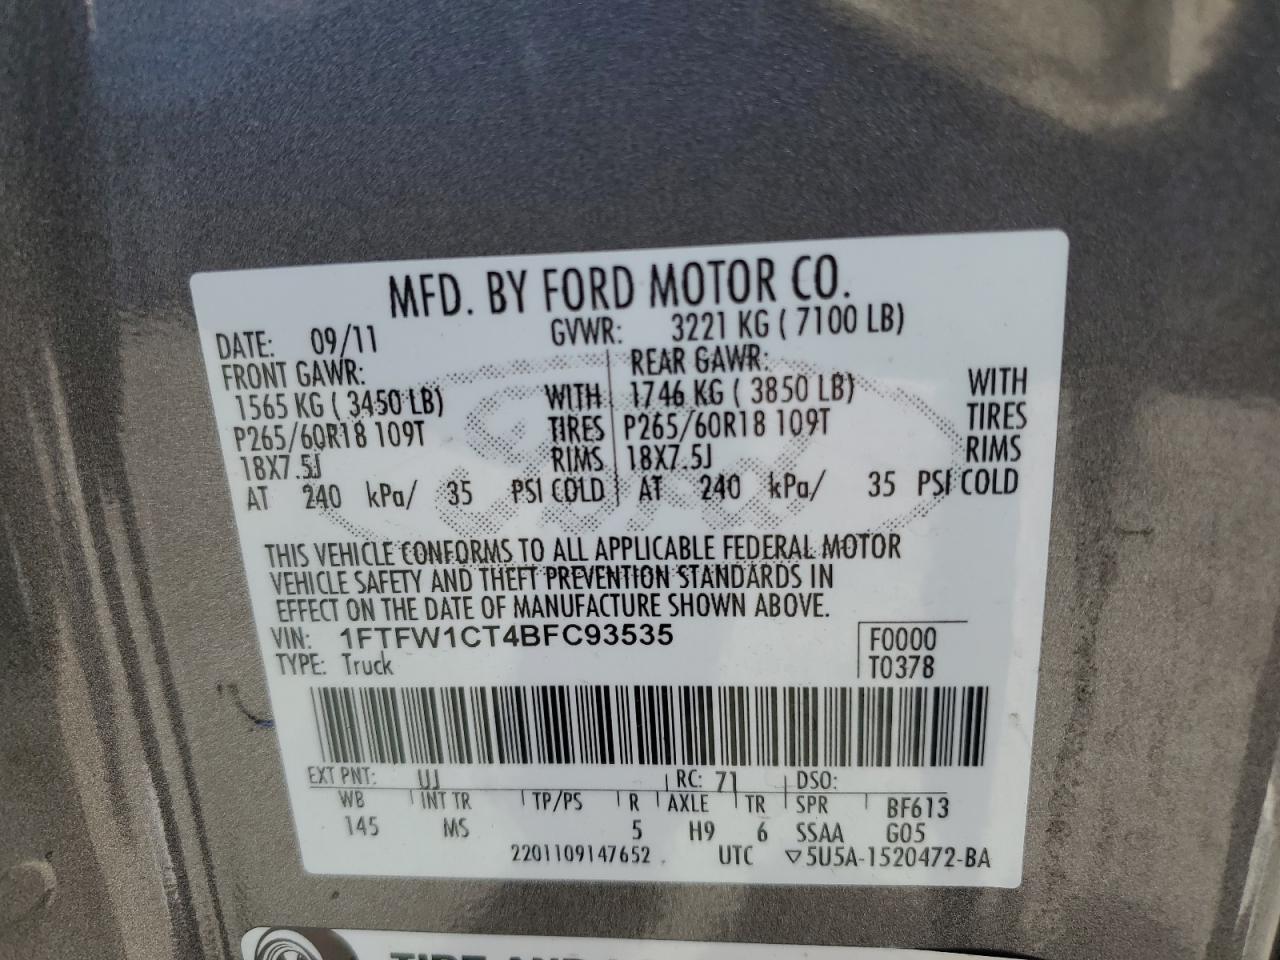 MFD. BY FORD MOTOR CO.
DATE: 09/11 GVWR: 3221 KG ( 7100 LB)
FRONT GAWR: REAR GAWR:
1565 KG ( 3450 LB) WITH 1746 KG ( 3850 LB) WITH
P265/60R18 109T TIRES P265/60R18 109T TIRES
18X7.5J RIMS 18X7.5J RIMS
AT 240 kPa/ 35 PSI COLD AT 240 kPa/ 35 PSI COLD
THIS VEHICLE CONFORMS TO ALL APPLICABLE FEDERAL MOTOR
VEHICLE SAFETY AND THEFT PREVENTION STANDARDS IN
EFFECT ON THE DATE OF MANUFACTURE SHOWN ABOVE.
VIN: 1FTFW1CT4BFC93535 F0000
TYPE: Truck T0378
EXT PNT: UJ RC: 71 DSO:
WB INT TR TP/PS R AXLE TR SPR BF613
145 MS 5 H9 6 SSAA G05
2201109147652 UTC ▽5U5A-1520472-BA
TIRE AND